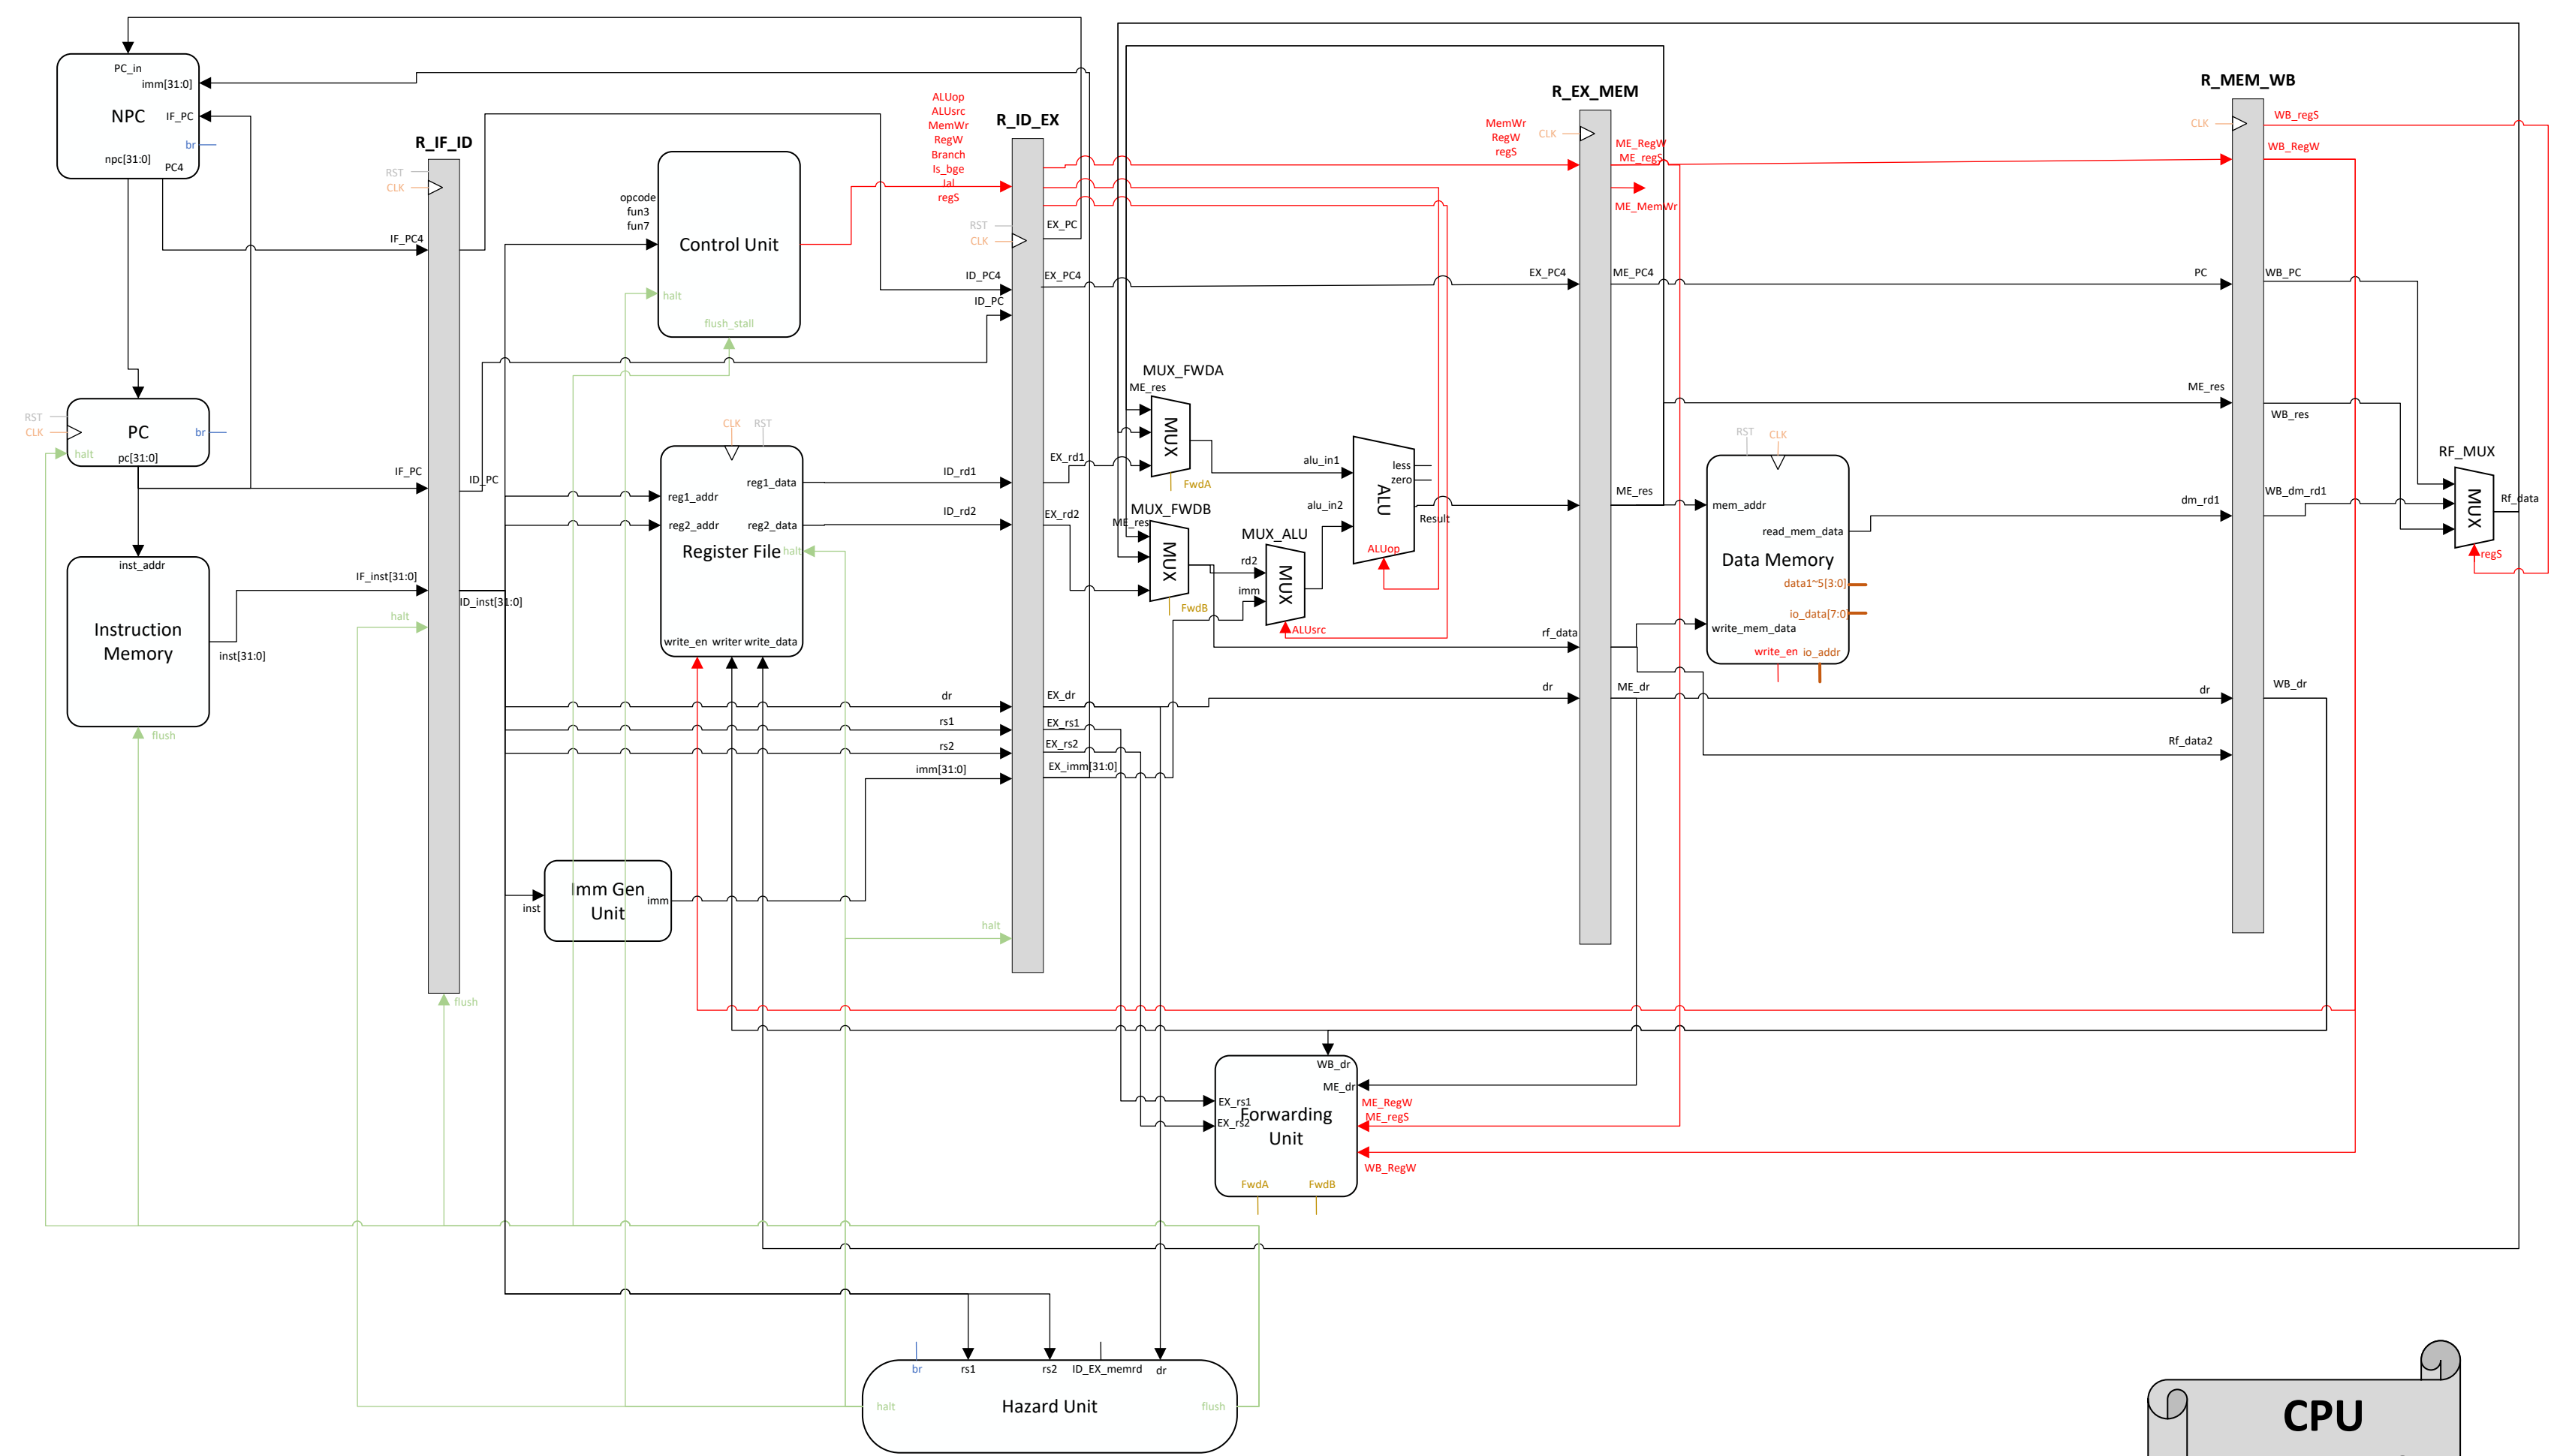 PC_in
imm[31:0]
NPC
IF_PC
br
npc[31:0]
PC4
RST
CLK
PC
br
halt
pc[31:0]
inst_addr
Instruction
Memory
inst[31:0]
flush
R_IF_ID
RST
CLK
IF_PC4
IF_PC
ID_PC
IF_inst[31:0]
ID_inst[31:0]
halt
flush
opcode
fun3
fun7
Control Unit
halt
flush_stall
CLK
RST
reg1_addr
reg1_data
reg2_addr
reg2_data
Register File
halt
write_en
writer
write_data
Imm Gen
Unit
imm
inst
ALUop
ALUsrc
MemWr
RegW
Branch
Is_bge
Jal
regS
R_ID_EX
RST
CLK
EX_PC
ID_PC4
EX_PC4
ID_PC
ID_rd1
EX_rd1
ID_rd2
EX_rd2
dr
EX_dr
rs1
EX_rs1
rs2
EX_rs2
imm[31:0]
EX_imm[31:0]
halt
MUX_FWDA
ME_res
MUX
FwdA
MUX_FWDB
ME_res
MUX
FwdB
MUX_ALU
rd2
imm
MUX
ALUsrc
alu_in1
alu_in2
less
zero
ALU
Result
ALUop
R_EX_MEM
MemWr
RegW
regS
CLK
ME_RegW
ME_regS
ME_MemWr
EX_PC4
ME_PC4
ME_res
rf_data
dr
ME_dr
RST
CLK
mem_addr
read_mem_data
Data Memory
data1~5[3:0]
io_data[7:0]
write_mem_data
write_en
io_addr
R_MEM_WB
CLK
WB_regS
WB_RegW
PC
WB_PC
ME_res
WB_res
dm_rd1
WB_dm_rd1
dr
WB_dr
Rf_data2
RF_MUX
MUX
Rf_data
regS
WB_dr
ME_dr
EX_rs1
ME_RegW
ME_regS
EX_rs2
Forwarding
Unit
WB_RegW
FwdA
FwdB
br
rs1
rs2
ID_EX_memrd
dr
halt
Hazard Unit
flush
CPU